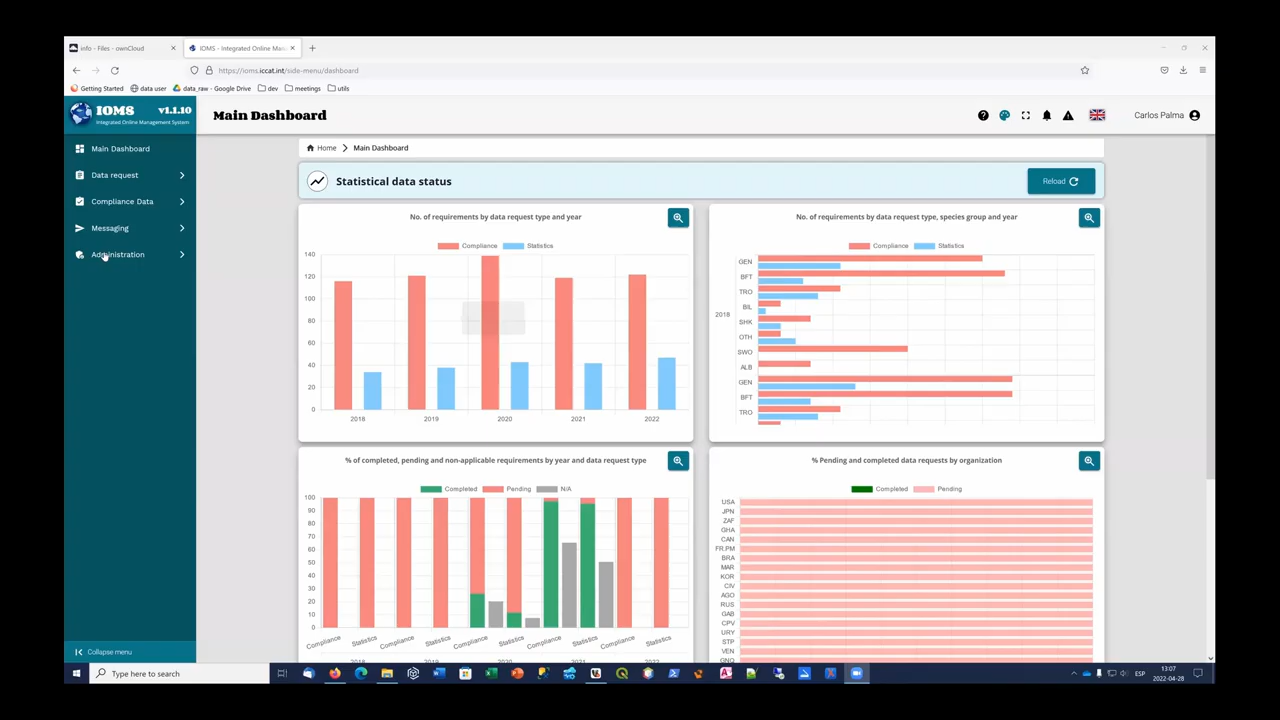 info - Files - ownCloud
IOMS - Integrated Online Man
https://ioms.iccat.int/side-menu/dashboard
Getting Started data user data_raw - Google Drive dev meetings utils
IOMS v1.1.10
Integrated Online Management System
Main Dashboard
Carlos Palma
Main Dashboard
Data request
Compliance Data
Messaging
Administration
Home Main Dashboard
Statistical data status
Reload
No. of requirements by data request type and year
Compliance Statistics
140
120
100
80
60
40
20
0
2018 2019 2020 2021 2022
No. of requirements by data request type, species group and year
Compliance Statistics
2018
GEN
BFT
TRO
BIL
SHK
OTH
SWO
ALB
GEN
BFT
TRO
% of completed, pending and non-applicable requirements by year and data request type
Completed Pending N/A
100
90
80
70
60
50
40
30
20
10
0
Compliance Statistics Compliance Statistics Compliance Statistics Compliance Statistics Compliance Statistics
2018 2019 2020 2021 2022
% Pending and completed data requests by organization
Completed Pending
USA
JPN
ZAF
GHA
CAN
FR.PM
BRA
MAR
KOR
CIV
AGO
RUS
GAB
CPV
URY
STP
VEN
GNQ
Collapse menu
Type here to search
ESP
13:07
2022-04-28